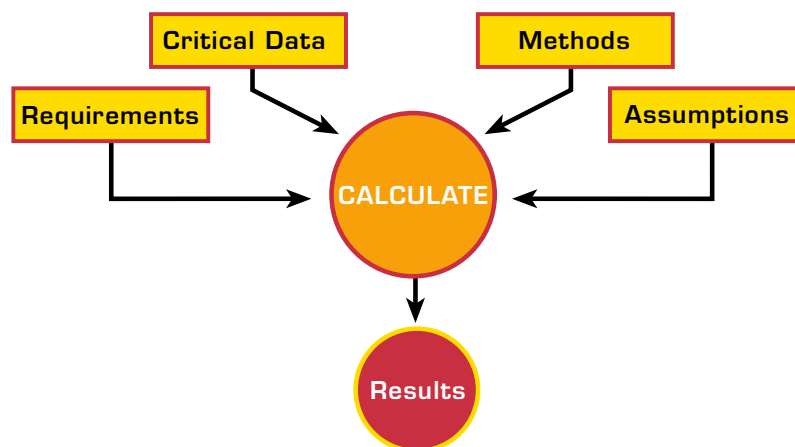 Critical Data
Methods
Requirements
Assumptions
CALCULATE
Results